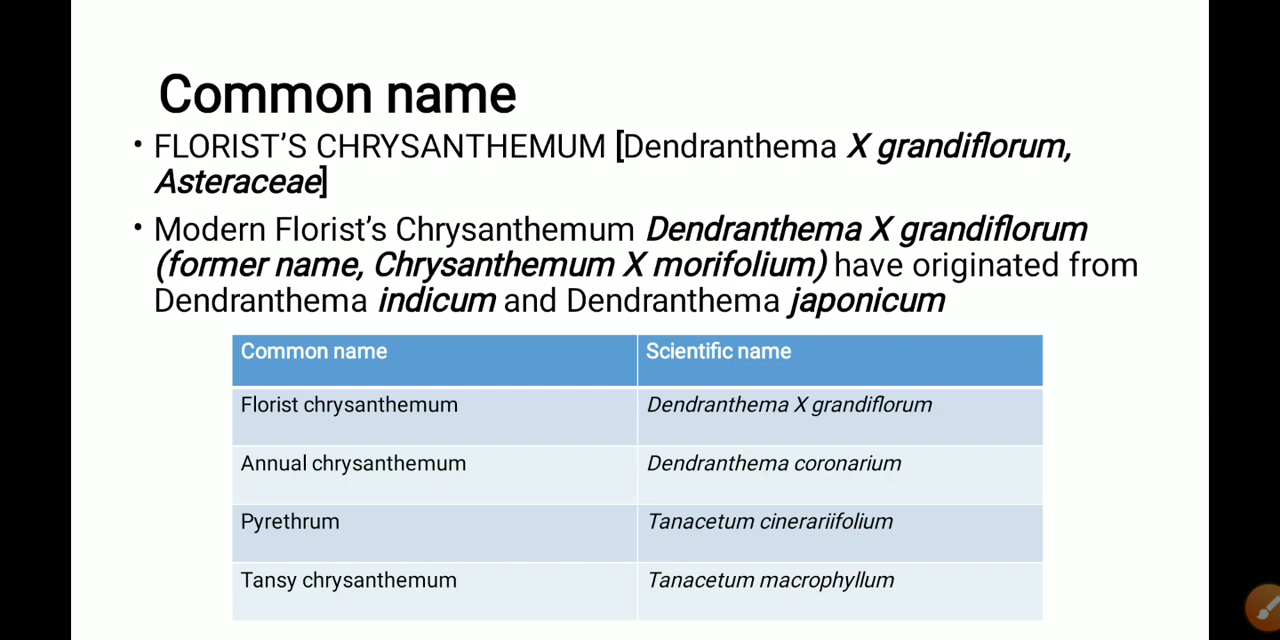 Common name
• FLORIST’S CHRYSANTHEMUM [Dendranthema X grandiflorum,
Asteraceae]
• Modern Florist’s Chrysanthemum Dendranthema X grandiflorum
(former name, Chrysanthemum X morifolium) have originated from
Dendranthema indicum and Dendranthema japonicum
Common name Scientific name
Florist chrysanthemum Dendranthema X grandiflorum
Annual chrysanthemum Dendranthema coronarium
Pyrethrum Tanacetum cinerariifolium
Tansy chrysanthemum Tanacetum macrophyllum